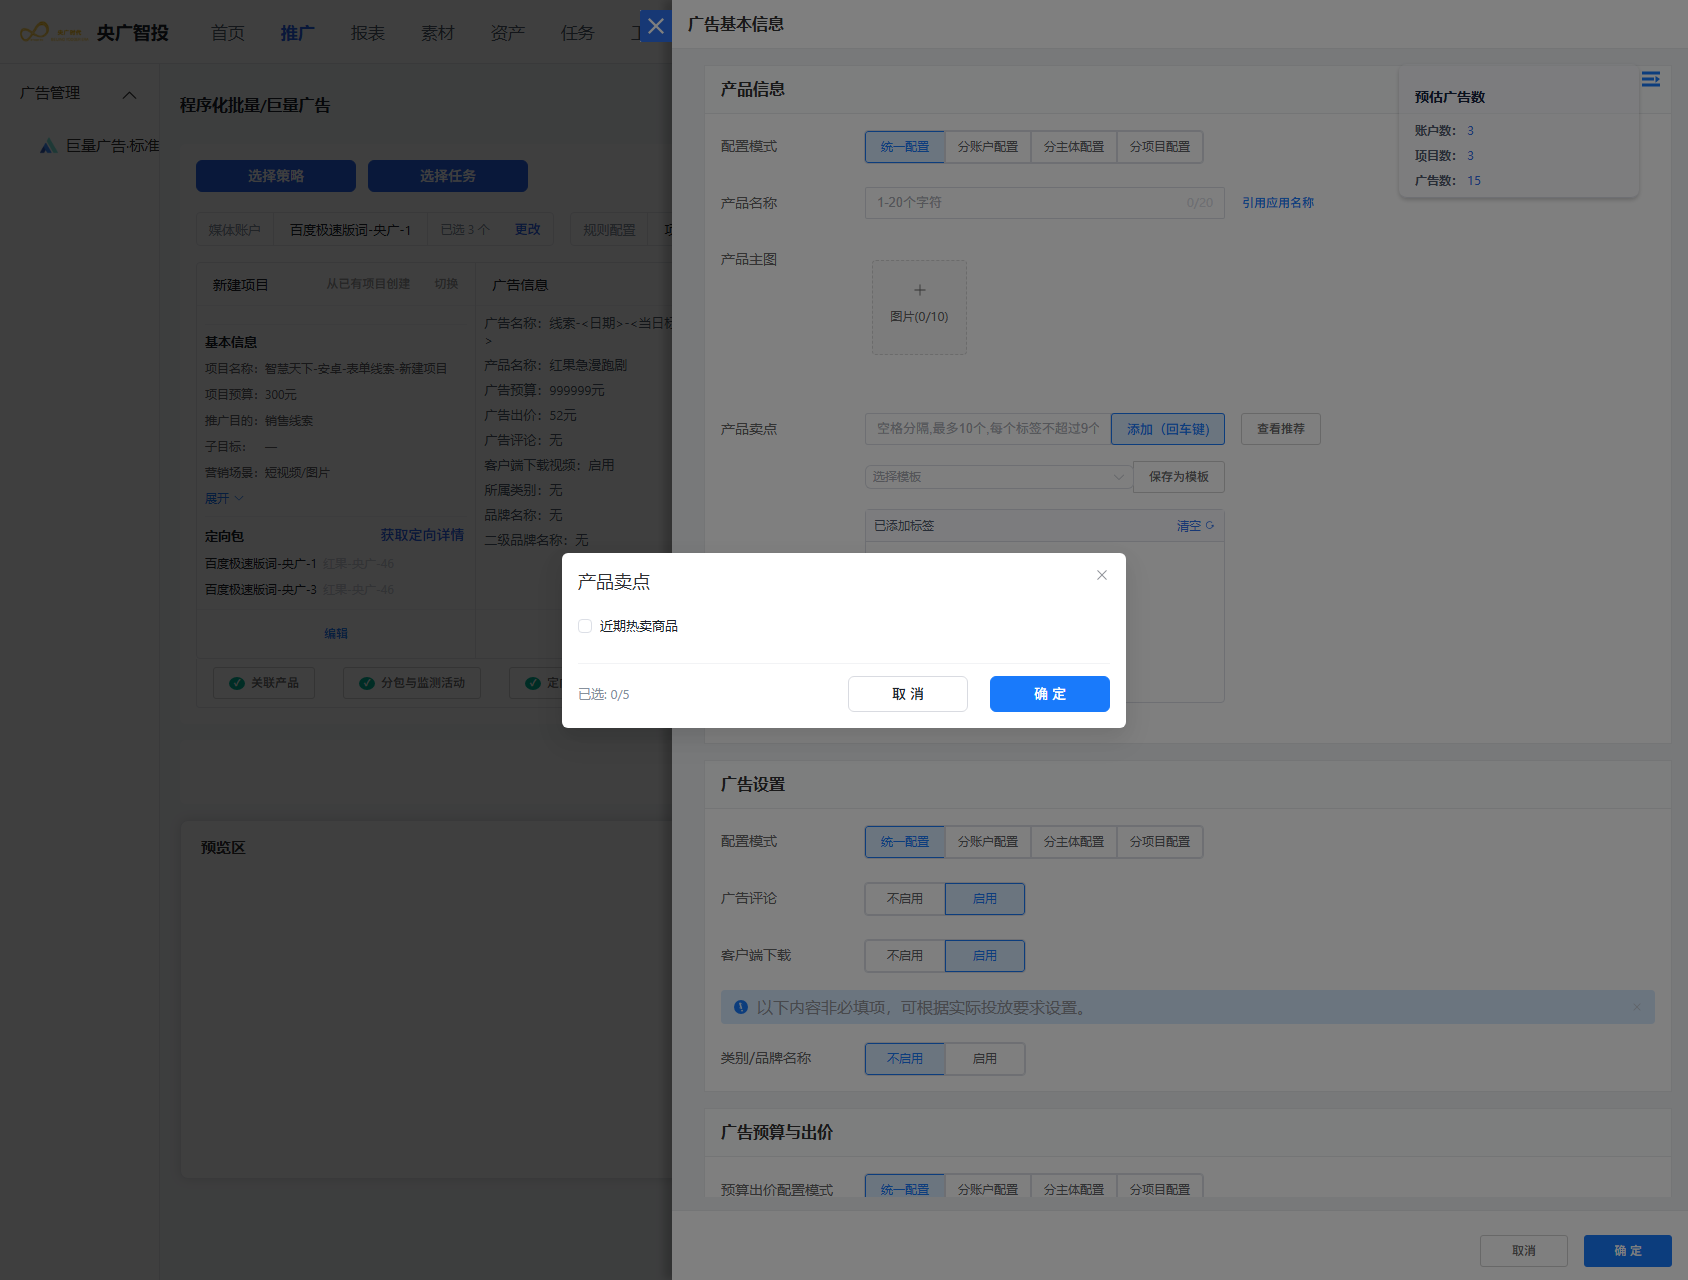 央广智投
首页
推广
报表
素材
资产
任务
广告管理
巨量广告·标准
程序化批量/巨量广告
选择策略
选择任务
媒体账户
百度极速版词-央广-1
已选 3 个
更改
规则配置
新建项目
从已有项目创建
切换
广告信息
基本信息
项目名称：智慧天下-安卓-表单线索-新建项目
项目预算：300元
推广目的：销售线索
子目标：—
营销场景：短视频/图片
展开
定向包
获取定向详情
百度极速版词-央广-1 红果-央广-46
百度极速版词-央广-3 红果-央广-46
编辑
关联产品
分包与监测活动
广告名称：线索-<日期>-<当日标
>
产品名称：红果急漫跑剧
广告预算：999999元
广告出价：52元
广告评论：无
客户端下载视频：启用
所属类别：无
品牌名称：无
二级品牌名称：无
预览区
广告基本信息
产品信息
预估广告数
账户数： 3
项目数： 3
广告数： 15
配置模式
统一配置
分账户配置
分主体配置
分项目配置
产品名称
1-20个字符
0/20
引用应用名称
产品主图
图片(0/10)
产品卖点
空格分隔,最多10个,每个标签不超过9个
添加（回车键）
查看推荐
选择模板
保存为模板
已添加标签
清空
产品卖点
近期热卖商品
已选: 0/5
取 消
确 定
广告设置
配置模式
统一配置
分账户配置
分主体配置
分项目配置
广告评论
不启用
启用
客户端下载
不启用
启用
以下内容非必填项，可根据实际投放要求设置。
类别/品牌名称
不启用
启用
广告预算与出价
预算出价配置模式
统一配置
分账户配置
分主体配置
分项目配置
取消
确 定